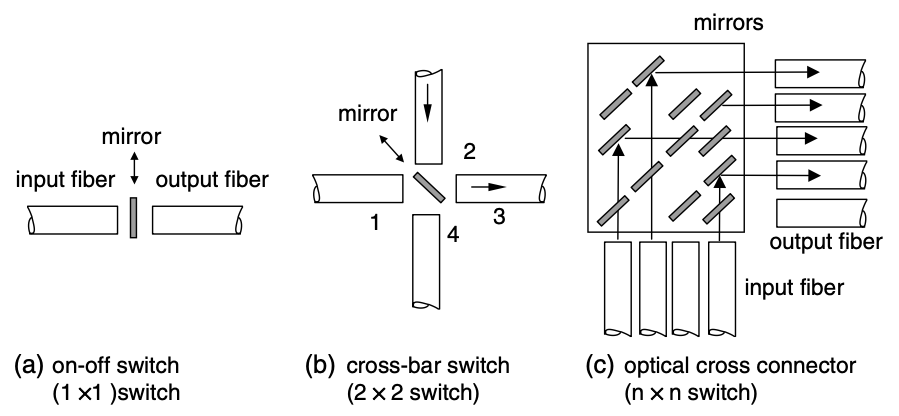 mirrors
mirror
input fiber output fiber
mirror
2
1
3
4
output fiber
input fiber
(a) on-off switch
(1 ×1 )switch
(b) cross-bar switch
(2 × 2 switch)
(c) optical cross connector
(n × n switch)